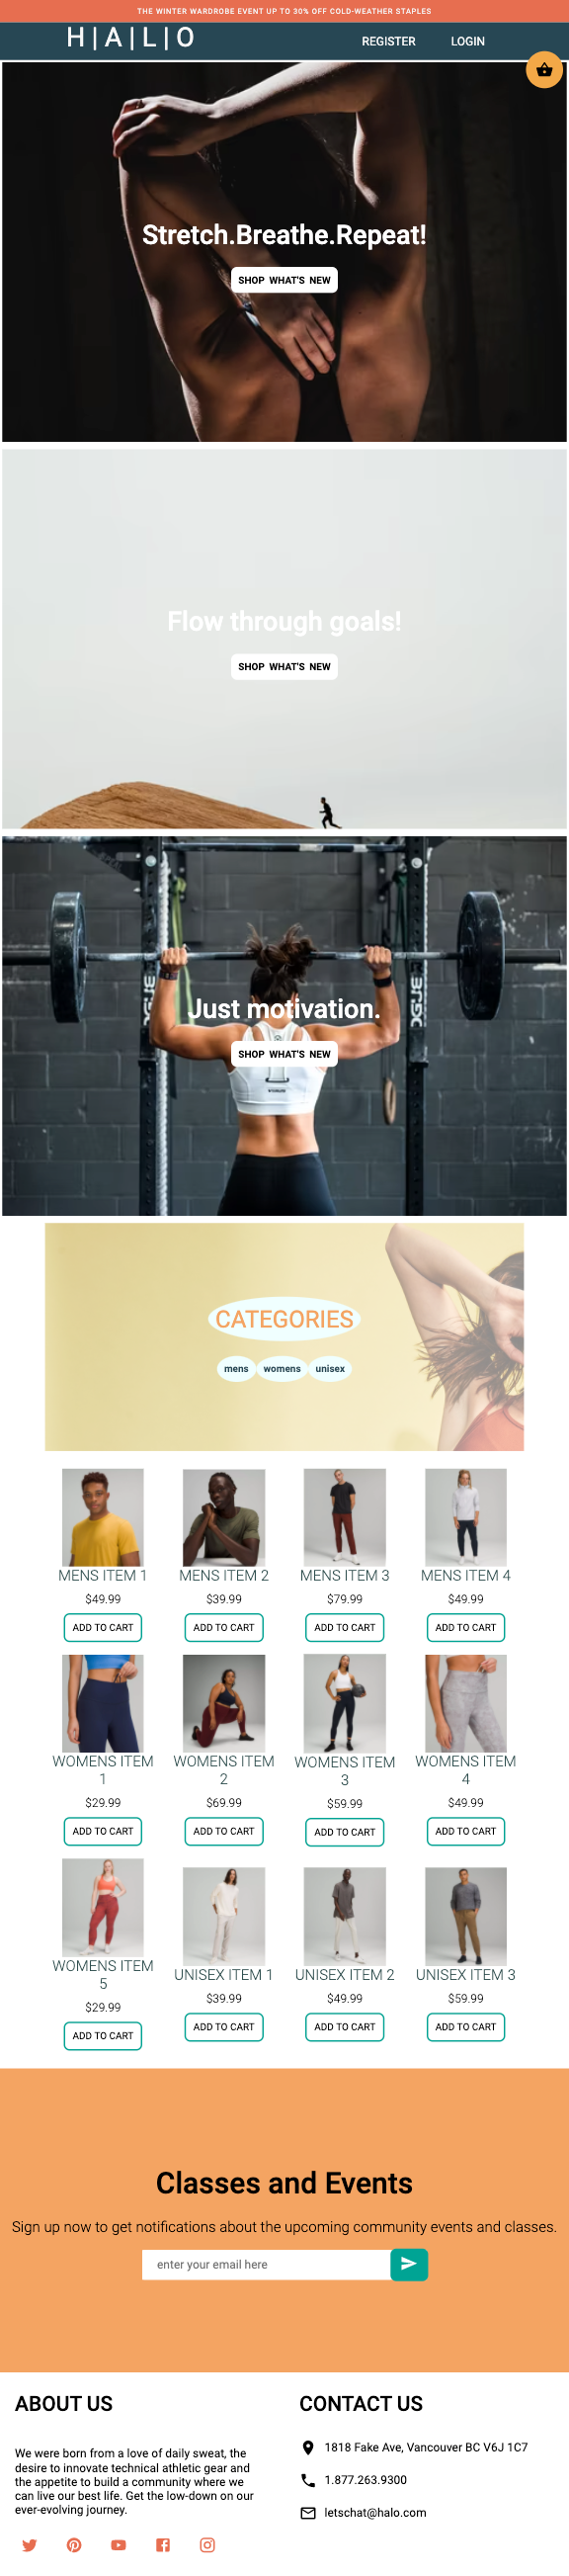 THE WINTER WARDROBE EVENT UP TO 30% OFF COLD-WEATHER STAPLES
H|A|L|O
REGISTER LOGIN
Stretch.Breathe.Repeat!
SHOP WHAT'S NEW
Flow through goals!
SHOP WHAT'S NEW
Just motivation.
SHOP WHAT'S NEW
CATEGORIES
mens womens unisex
MENS ITEM 1 MENS ITEM 2 MENS ITEM 3 MENS ITEM 4
$49.99 $39.99 $79.99 $49.99
ADD TO CART ADD TO CART ADD TO CART ADD TO CART
WOMENS ITEM WOMENS ITEM WOMENS ITEM WOMENS ITEM
1 2 3 4
$29.99 $69.99 $59.99 $49.99
ADD TO CART ADD TO CART ADD TO CART ADD TO CART
WOMENS ITEM
5 UNISEX ITEM 1 UNISEX ITEM 2 UNISEX ITEM 3
$29.99 $39.99 $49.99 $59.99
ADD TO CART ADD TO CART ADD TO CART ADD TO CART
Classes and Events
Sign up now to get notifications about the upcoming community events and classes.
enter your email here
ABOUT US
We were born from a love of daily sweat, the
desire to innovate technical athletic gear and
the appetite to build a community where we
can live our best life. Get the low-down on our
ever-evolving journey.
CONTACT US
1818 Fake Ave, Vancouver BC V6J 1C7
1.877.263.9300
letschat@halo.com